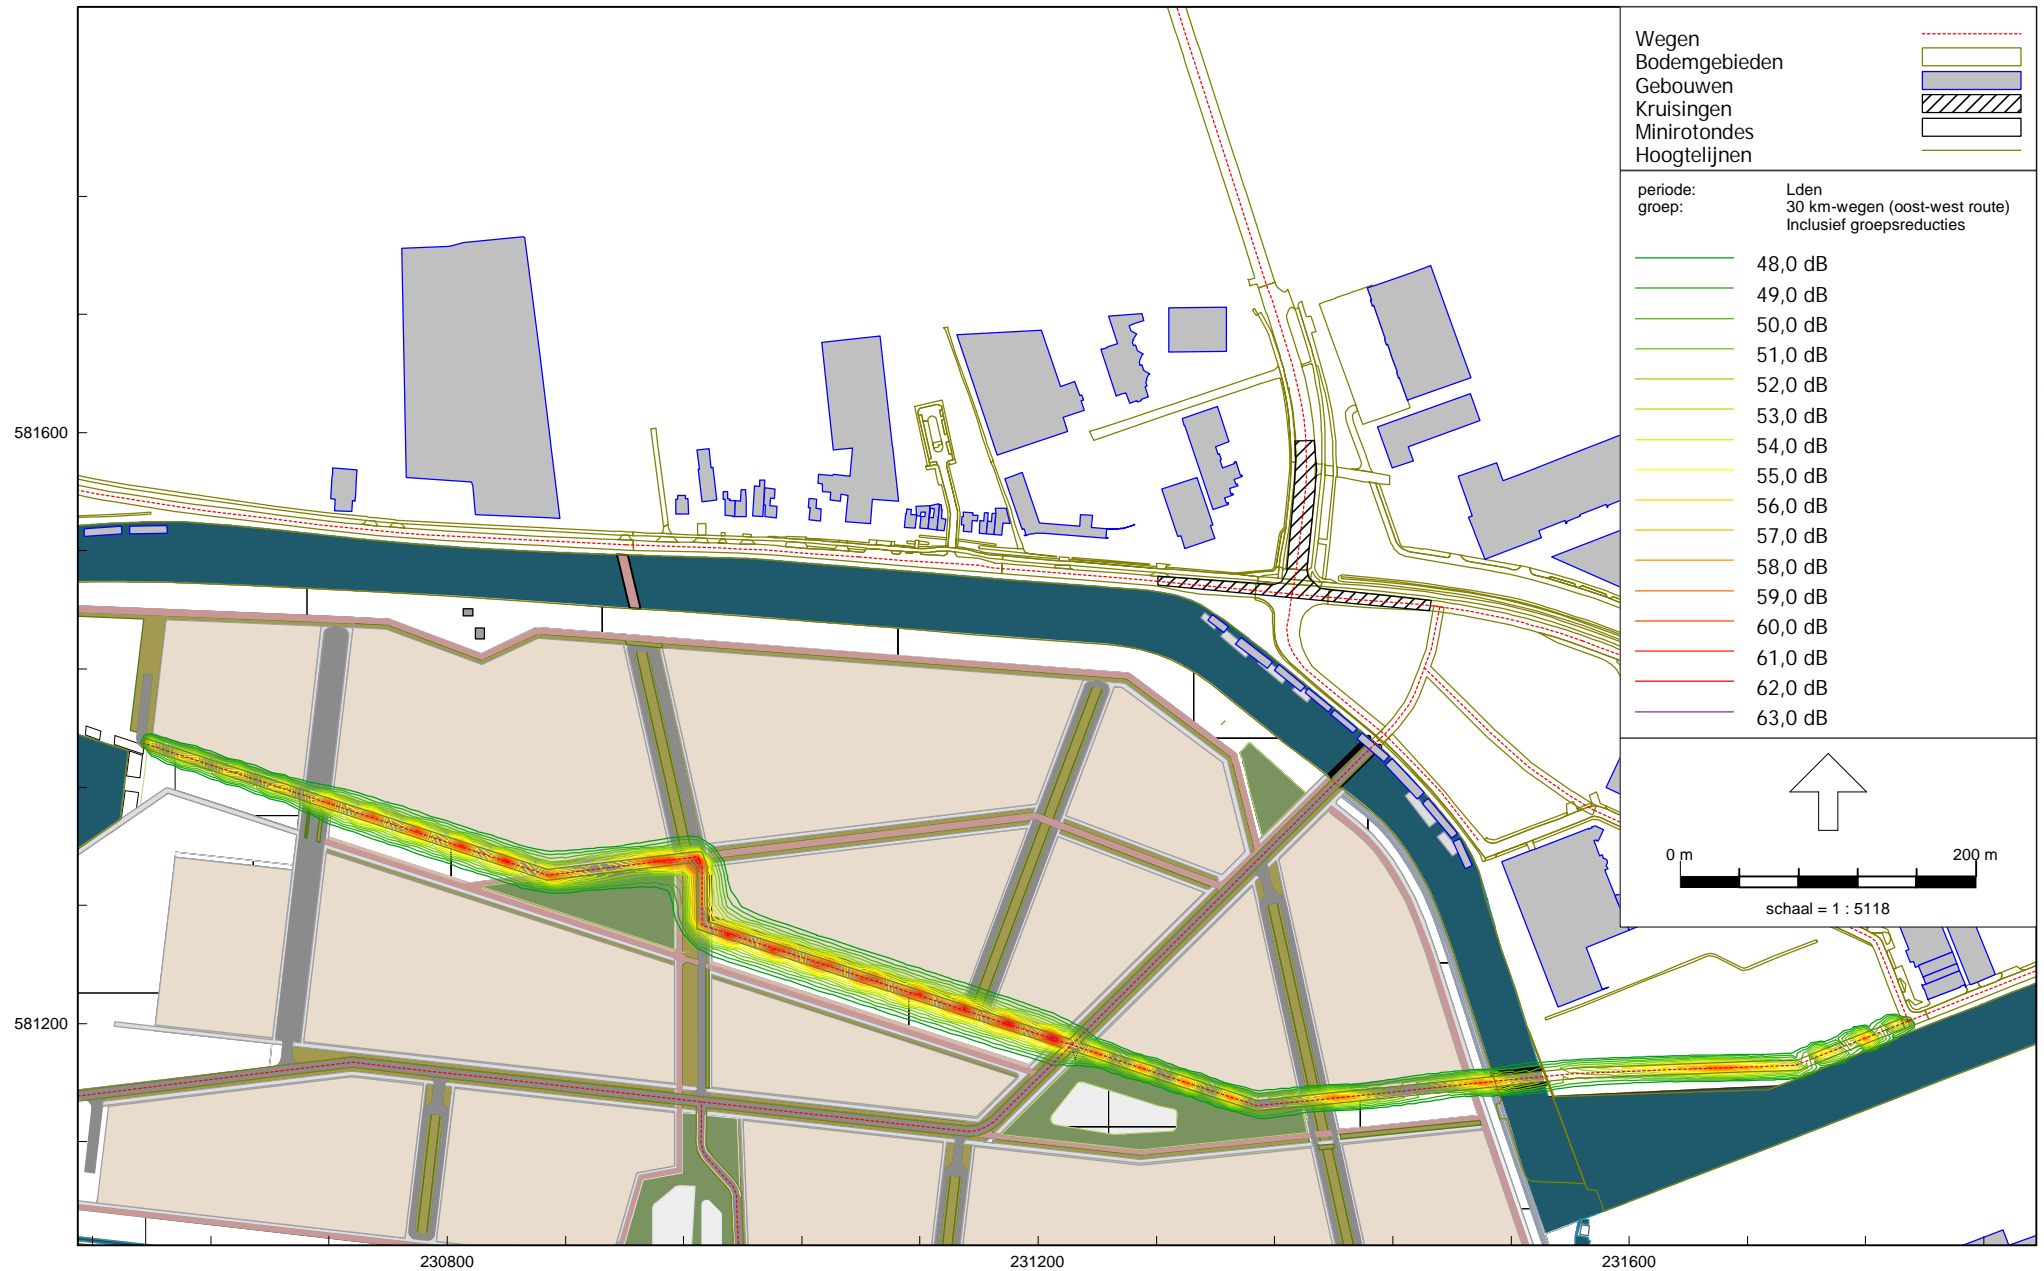 Wegen
Bodemgebieden
Gebouwen
Kruisingen
Minirotondes
Hoogtelijnen
periode: Lden
groep: 30 km-wegen (oost-west route)
Inclusief groepsreducties
48,0 dB
49,0 dB
50,0 dB
51,0 dB
52,0 dB
53,0 dB
54,0 dB
55,0 dB
56,0 dB
57,0 dB
58,0 dB
59,0 dB
60,0 dB
61,0 dB
62,0 dB
63,0 dB
0 m 200 m
schaal = 1 : 5118
581600
581200
230800 231200 231600